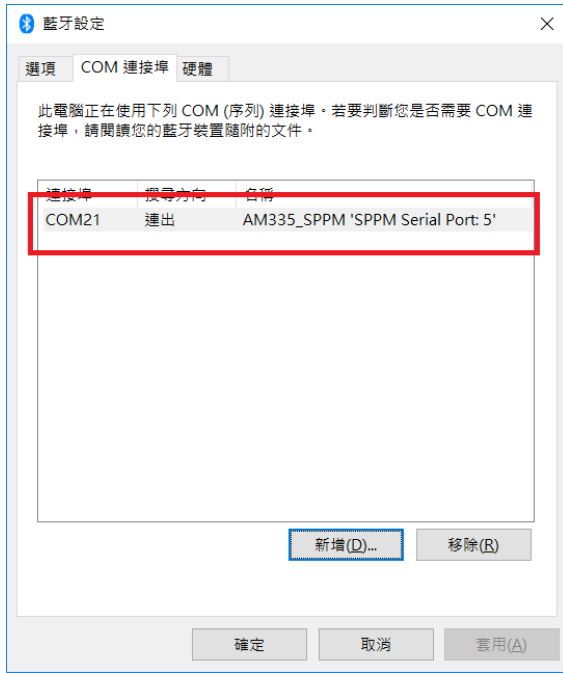 藍牙設定
選項 COM 連接埠 硬體
此電腦正在使用下列 COM (序列) 連接埠。若要判斷您是否需要 COM 連
接埠，請閱讀您的藍牙裝置隨附的文件。
連接埠 搜尋方向 名稱
COM21 連出 AM335_SPPM 'SPPM Serial Port: 5'
新增(D)... 移除(R)
確定 取消 套用(A)